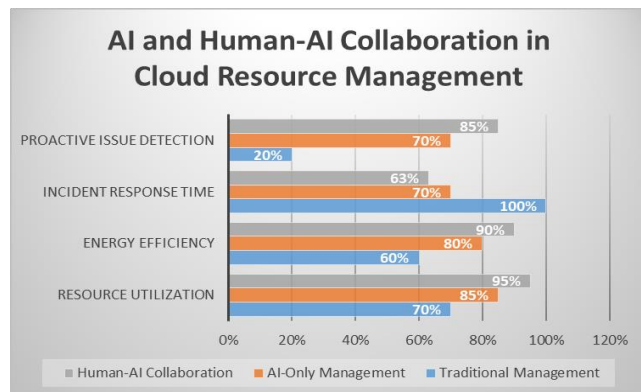 AI and Human-AI Collaboration in
Cloud Resource Management
PROACTIVE ISSUE DETECTION
85%
70%
20%
INCIDENT RESPONSE TIME
63%
70%
100%
ENERGY EFFICIENCY
90%
80%
60%
RESOURCE UTILIZATION
95%
85%
70%
0% 20% 40% 60% 80% 100% 120%
Human-AI Collaboration AI-Only Management Traditional Management